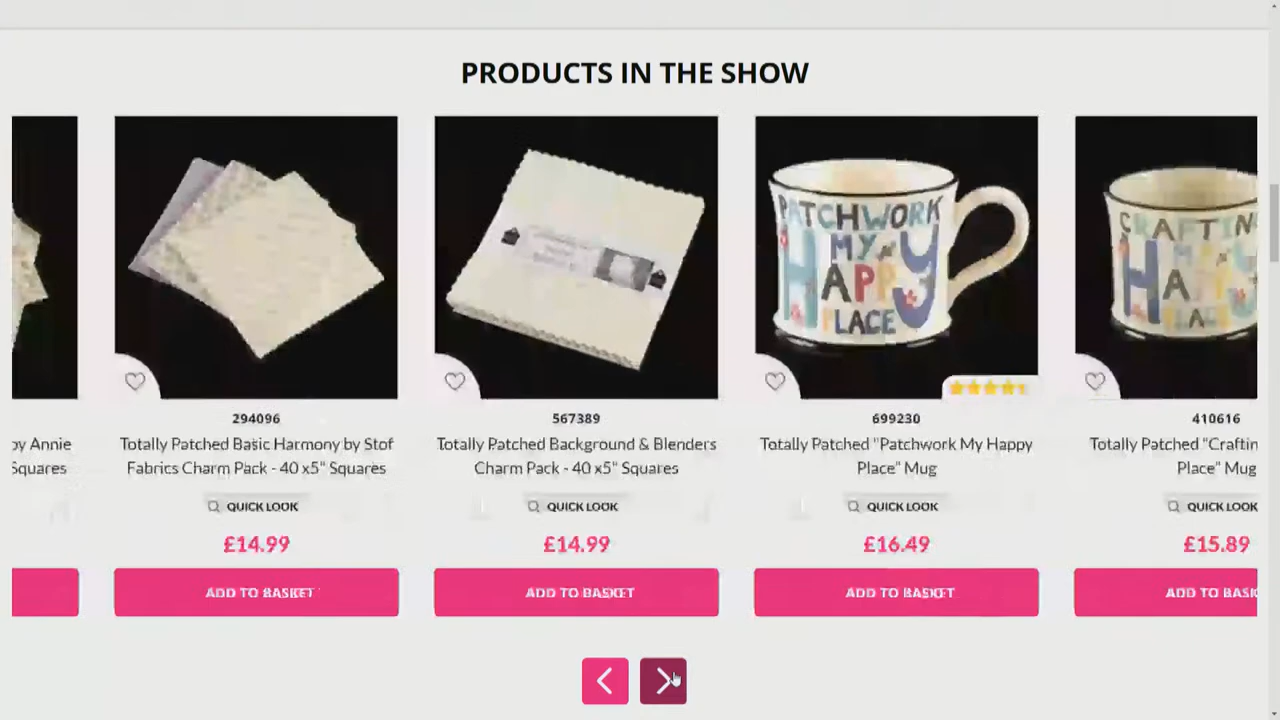 PRODUCTS IN THE SHOW
PATCHWORK
MY
HAPPY
PLACE
by Annie
Squares
294096
Totally Patched Basic Harmony by Stof
Fabrics Charm Pack - 40 x5" Squares
QUICK LOOK
£14.99
ADD TO BASKET
567389
Totally Patched Background & Blenders
Charm Pack - 40 x5" Squares
QUICK LOOK
£14.99
ADD TO BASKET
699230
Totally Patched "Patchwork My Happy
Place" Mug
QUICK LOOK
£16.49
ADD TO BASKET
CRAFTIN
410616
Totally Patched "Craftin
Place" Mug
QUICK LOOK
£15.89
ADD TO BASK